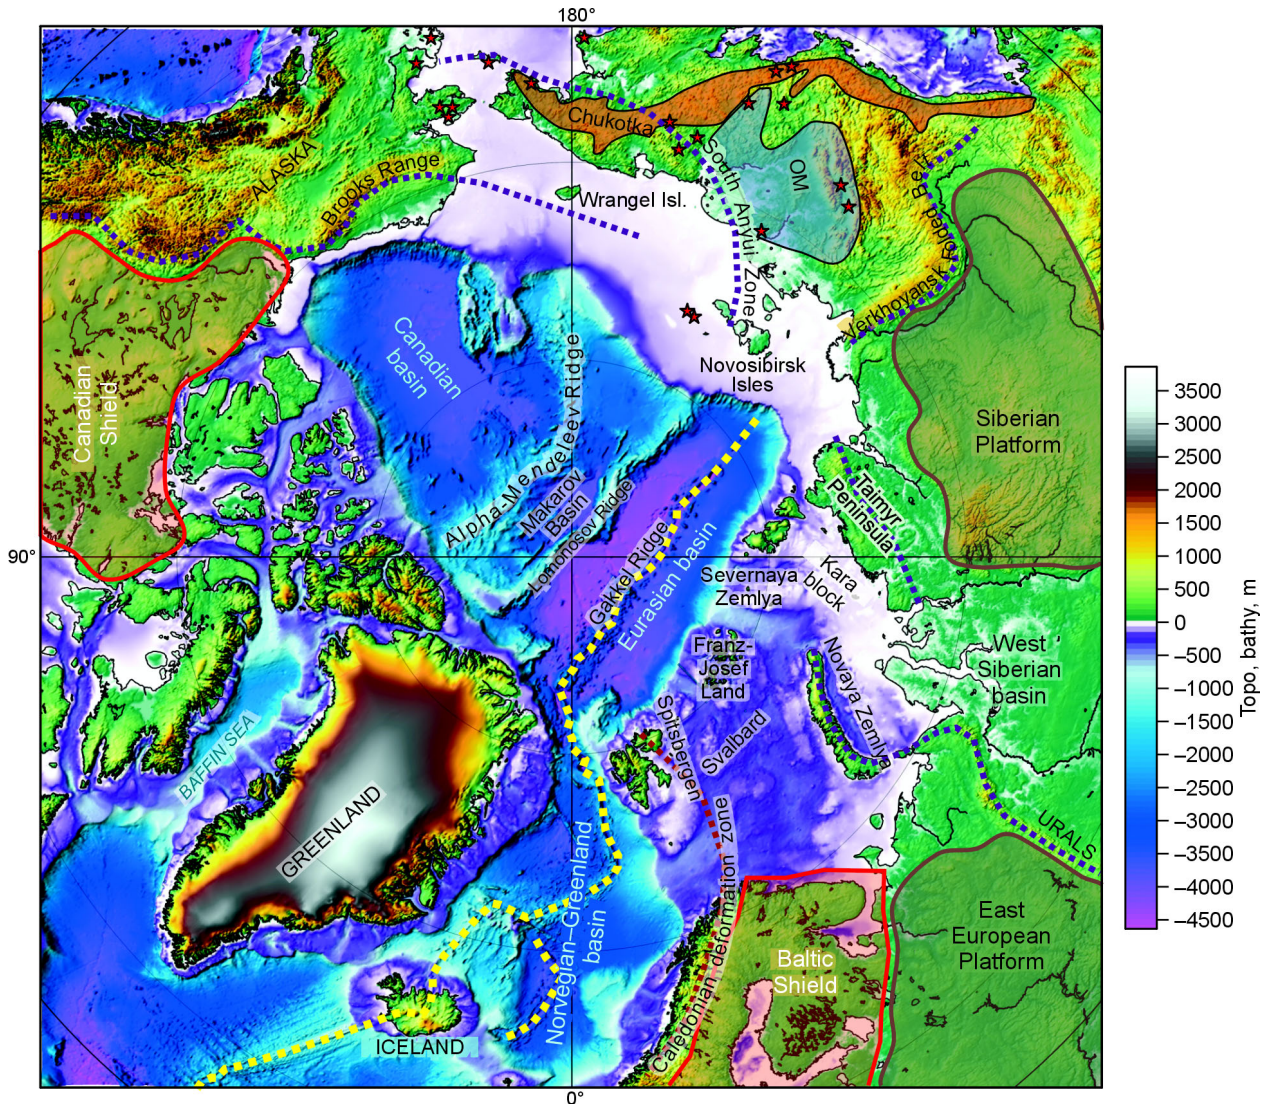 180°
Chukotka
ALASKA
Brooks Range
Wrangel Isl.
South Anyui Zone
OM
Verkhoyansk Foldad Belt
Canadian
basin
Novosibirsk
Isles
Canadian
Shield
Siberian
Platform
Alpha-Mendeleev Ridge
Makarov
Basin
Lomonosov Ridge
Taimyr
Peninsula
90°
Gakkel Ridge
Eurasian basin
Severnaya
Zemlya
Kara
block
Franz-
Josef
Land
Novaya Zemlya
West
Siberian
basin
BAFFIN SEA
Spitsbergen
Svalbard
GREENLAND
URALS
Norvegian–Greenland
basin
Caledonian deformation zone
East
European
Platform
Baltic
Shield
ICELAND
0°
3500
3000
2500
2000
1500
1000
500
0
−500
−1000
−1500
−2000
−2500
−3000
−3500
−4000
−4500
Topo, bathy, m